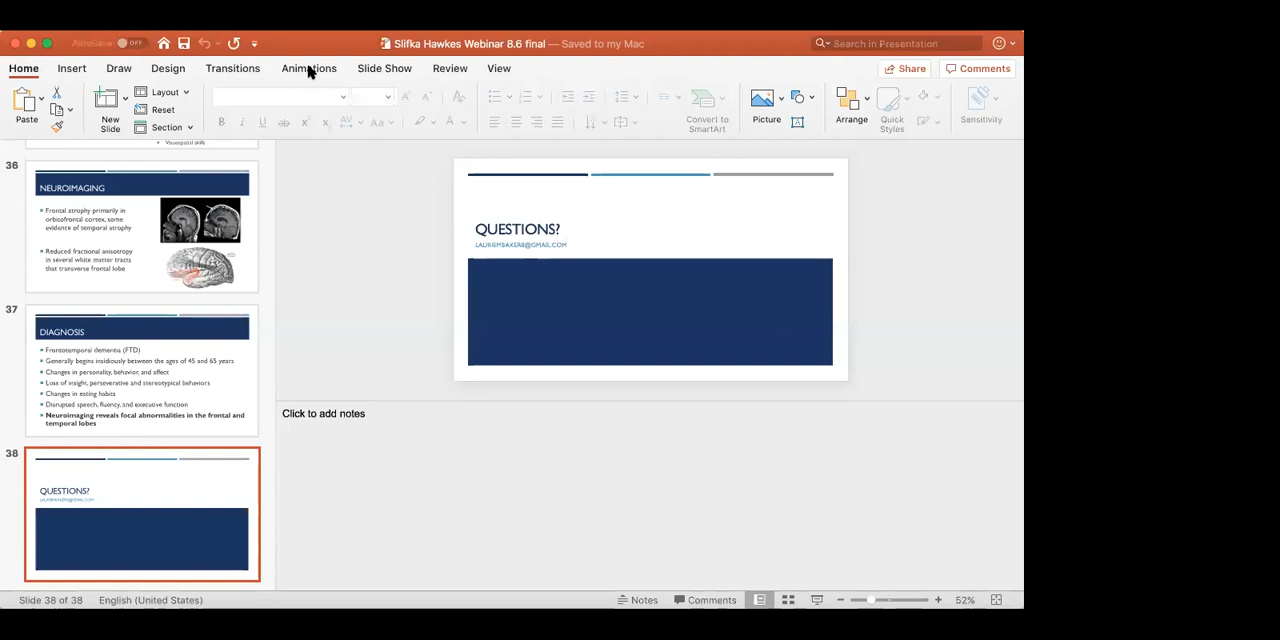 AutoSave OFF
Slifka Hawkes Webinar 8.6 final — Saved to my Mac
Search in Presentation
Home Insert Draw Design Transitions Animations Slide Show Review View
Share Comments
Paste
New Slide
Layout
Reset
Section
Convert to SmartArt
Picture
Arrange
Quick Styles
Sensitivity
Visuospatial skills
36
NEUROIMAGING
Frontal atrophy primarily in
orbitofrontal cortex, some
evidence of temporal atrophy
Reduced fractional anisotropy
in several white matter tracts
that transverse frontal lobe
37
DIAGNOSIS
Frontotemporal dementia (FTD)
Generally begins insidiously between the ages of 45 and 65 years
Changes in personality, behavior, and affect
Loss of insight, perseverative and stereotypical behaviors
Changes in eating habits
Disrupted speech, fluency, and executive function
Neuroimaging reveals focal abnormalities in the frontal and
temporal lobes
38
QUESTIONS?
QUESTIONS?
Click to add notes
Slide 38 of 38 English (United States)
Notes Comments 52%